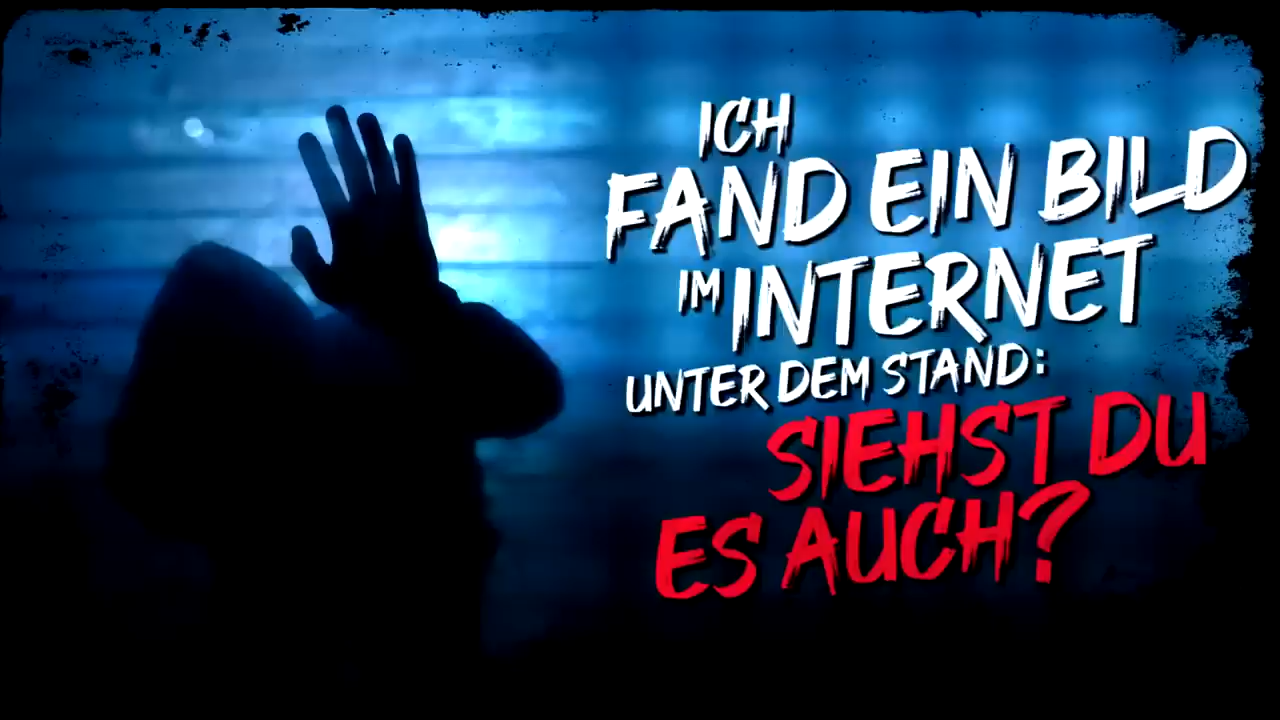 ICH
FAND EIN BILD
IM INTERNET
UNTER DEM STAND:
SIEHST DU
ES AUCH?